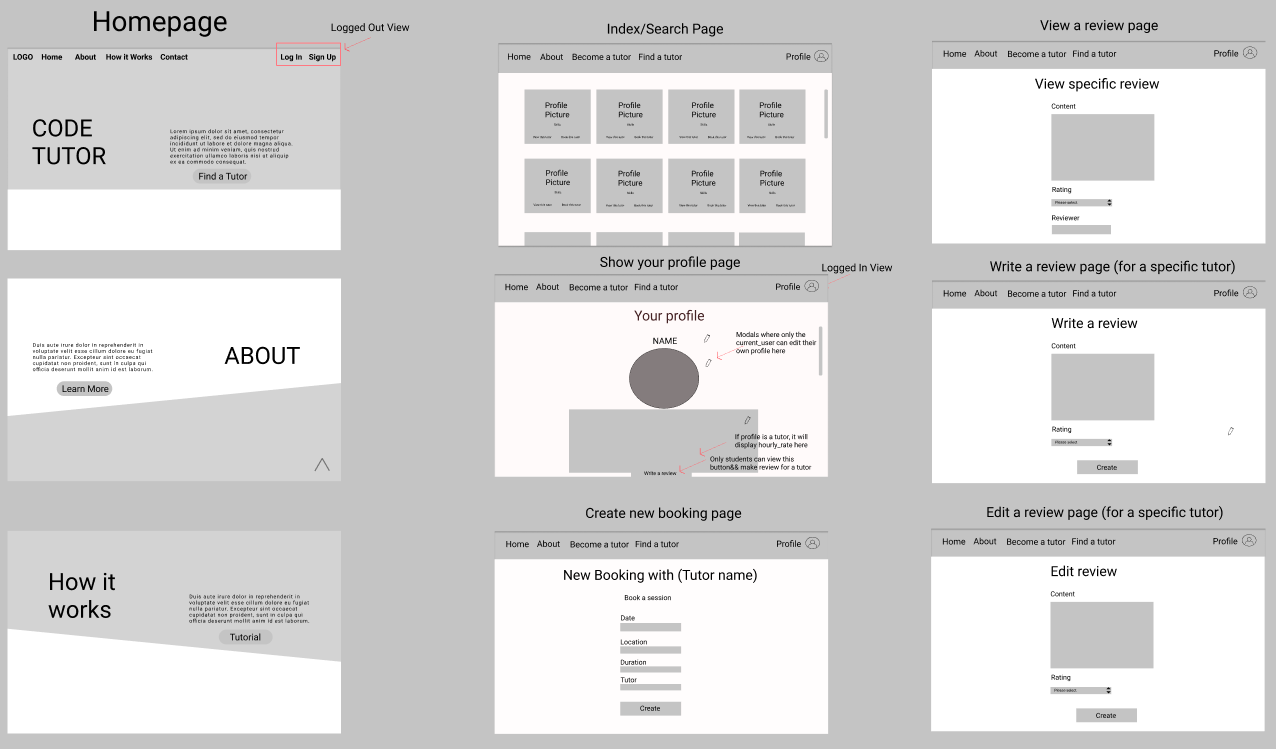 Homepage
Logged Out View
LOGO Home About How it Works Contact Log In Sign Up
CODE
TUTOR
Lorem ipsum dolor sit amet, consectetur
adipiscing elit, sed do eiusmod tempor
incididunt ut labore et dolore magna aliqua.
Ut enim ad minim veniam, quis nostrud
exercitation ullamco laboris nisi ut aliquip
ex ea commodo consequat.
Find a Tutor
Duis aute irure dolor in reprehenderit in
voluptate velit esse cillum dolore eu fugiat
nulla pariatur. Excepteur sint occaecat
cupidatat non proident, sunt in culpa qui
officia deserunt mollit anim id est laborum.
Learn More
ABOUT
How it
works
Duis aute irure dolor in reprehenderit in
voluptate velit esse cillum dolore eu fugiat
nulla pariatur. Excepteur sint occaecat
cupidatat non proident, sunt in culpa qui
officia deserunt mollit anim id est laborum.
Tutorial
Index/Search Page
Home About Become a tutor Find a tutor Profile
Profile Profile Profile Profile
Picture Picture Picture Picture
Profile Profile Profile Profile
Picture Picture Picture Picture
Show your profile page
Logged In View
Home About Become a tutor Find a tutor Profile
Your profile
NAME
Modals where only the
current_user can edit their
own profile here
If profile is a tutor, it will
display hourly_rate here
Only students can view this
button&& make review for a tutor
Write a review
Create new booking page
Home About Become a tutor Find a tutor Profile
New Booking with (Tutor name)
Book a session
Date
Location
Duration
Tutor
Create
View a review page
Home About Become a tutor Find a tutor Profile
View specific review
Content
Rating
Please select
Reviewer
Write a review page (for a specific tutor)
Home About Become a tutor Find a tutor Profile
Write a review
Content
Rating
Please select
Create
Edit a review page (for a specific tutor)
Home About Become a tutor Find a tutor Profile
Edit review
Content
Rating
Please select
Create